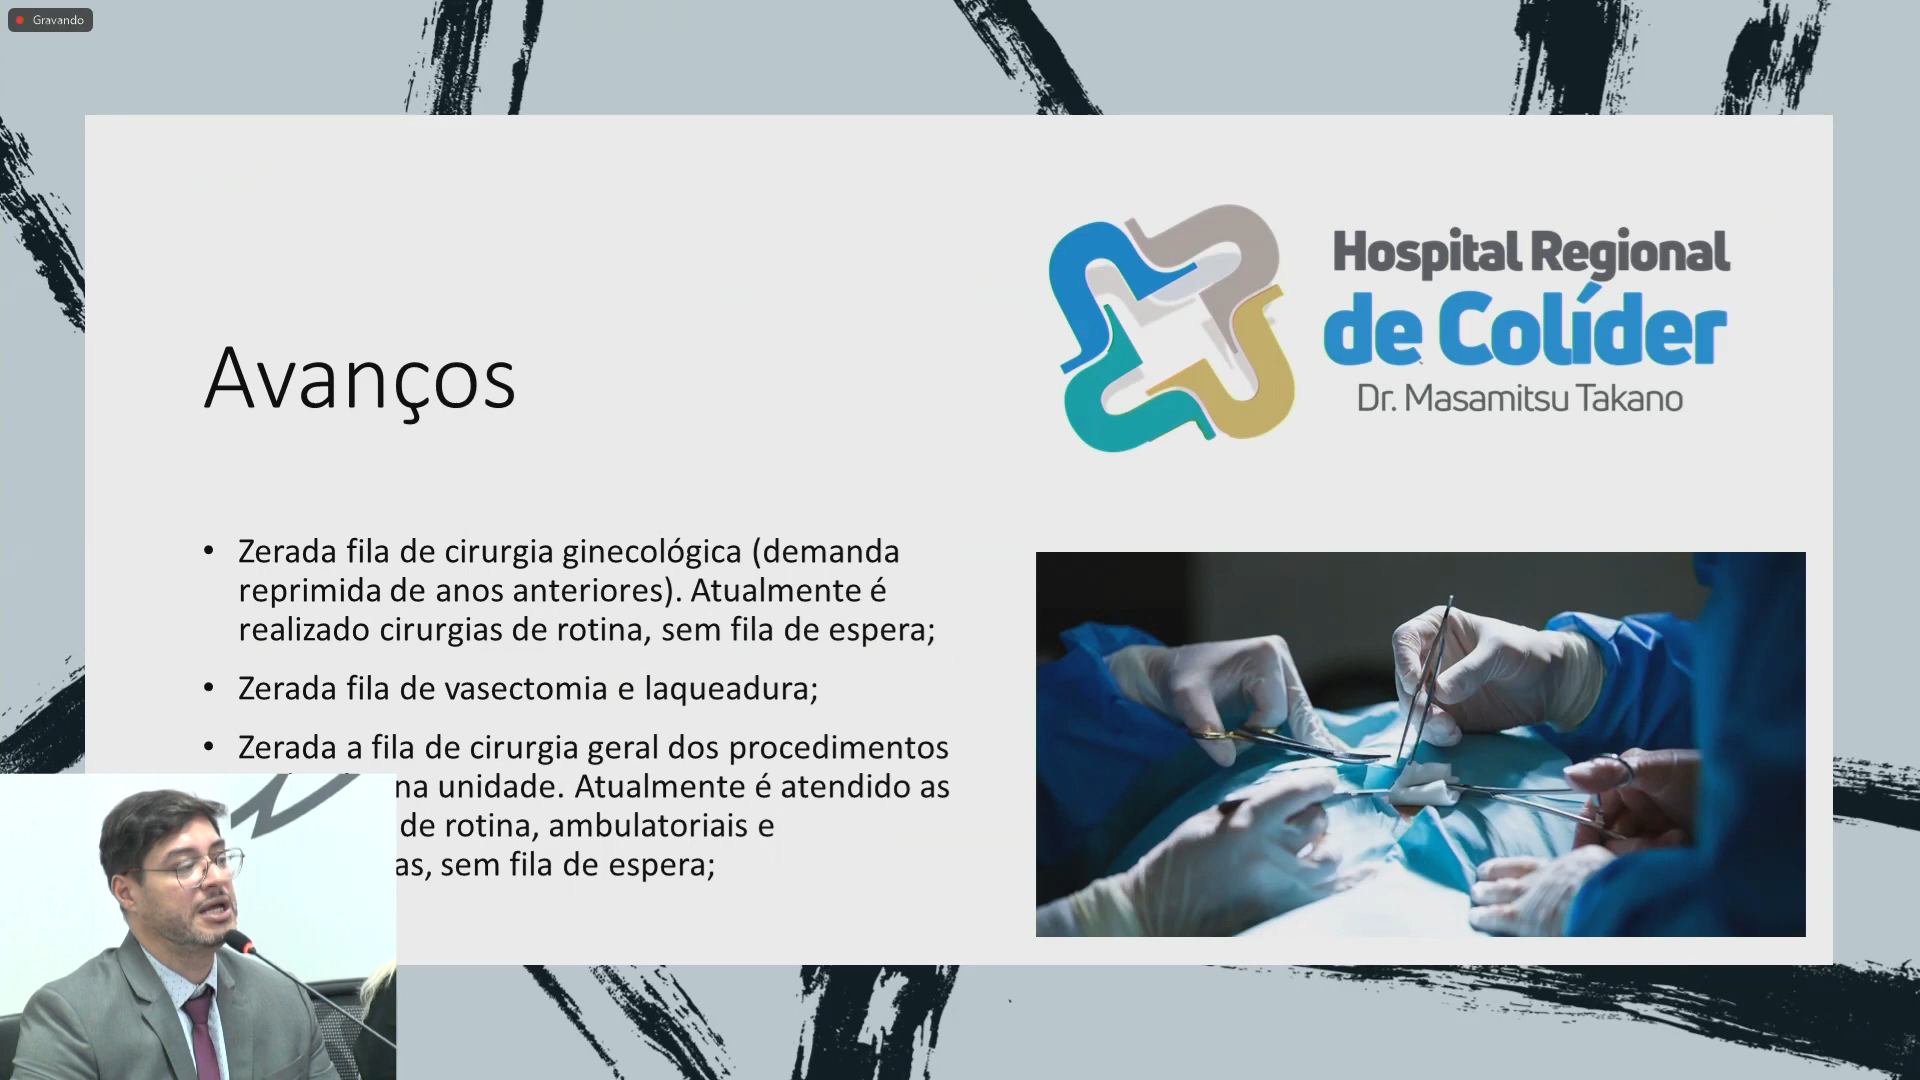 Gravando
Hospital Regional
de Colíder
Dr. Masamitsu Takano
Avanços
• Zerada fila de cirurgia ginecológica (demanda
reprimida de anos anteriores). Atualmente é
realizado cirurgias de rotina, sem fila de espera;
• Zerada fila de vasectomia e laqueadura;
• Zerada a fila de cirurgia geral dos procedimentos
na unidade. Atualmente é atendido as
de rotina, ambulatoriais e
as, sem fila de espera;